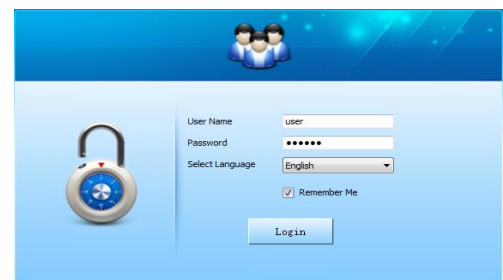 User Name user
Password ••••••
Select Language English
Remember Me
Login